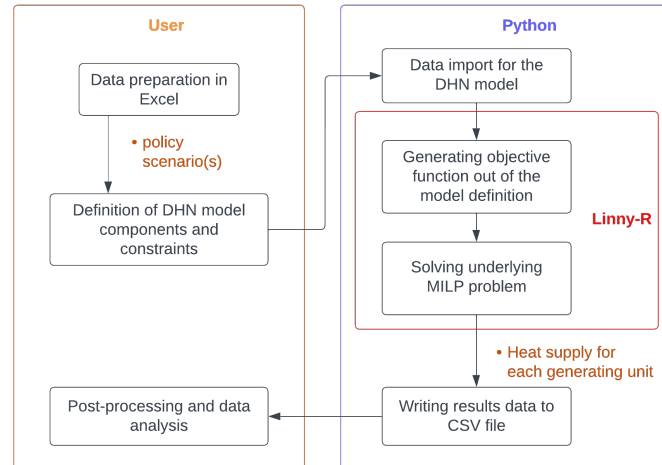 User
Data preparation in
Excel
• policy
scenario(s)
Definition of DHN model
components and
constraints
Post-processing and data
analysis
Python
Data import for the
DHN model
Generating objective
function out of the
model definition
Linny-R
Solving underlying
MILP problem
• Heat supply for
each generating unit
Writing results data to
CSV file